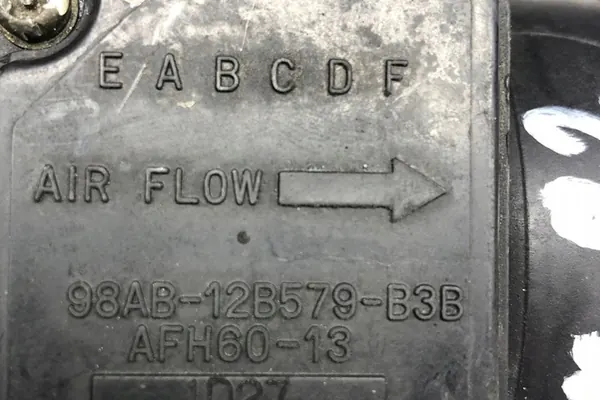 E A B C D F
AIR FLOW
98AB-12B579-B3B
AFH60-13